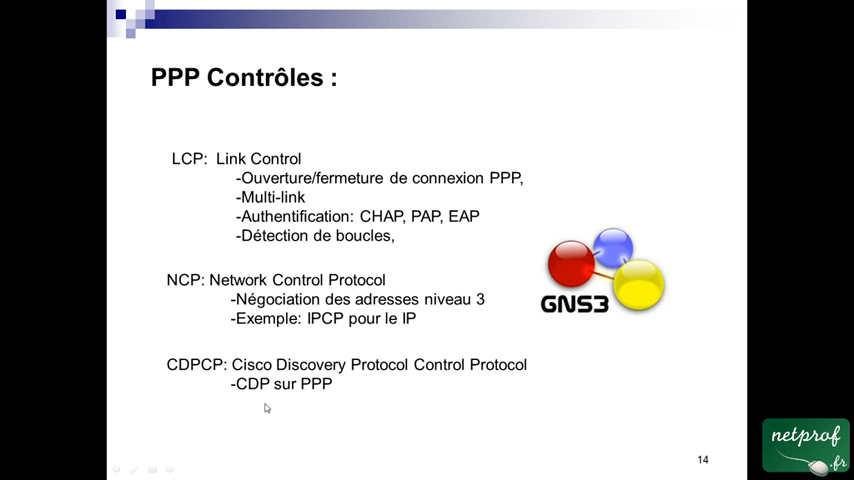 PPP Contrôles :
LCP: Link Control
-Ouverture/fermeture de connexion PPP,
-Multi-link
-Authentification: CHAP, PAP, EAP
-Détection de boucles,
NCP: Network Control Protocol
-Négociation des adresses niveau 3
-Exemple: IPCP pour le IP
GNS3
CDPCP: Cisco Discovery Protocol Control Protocol
-CDP sur PPP
14
netprof
.fr